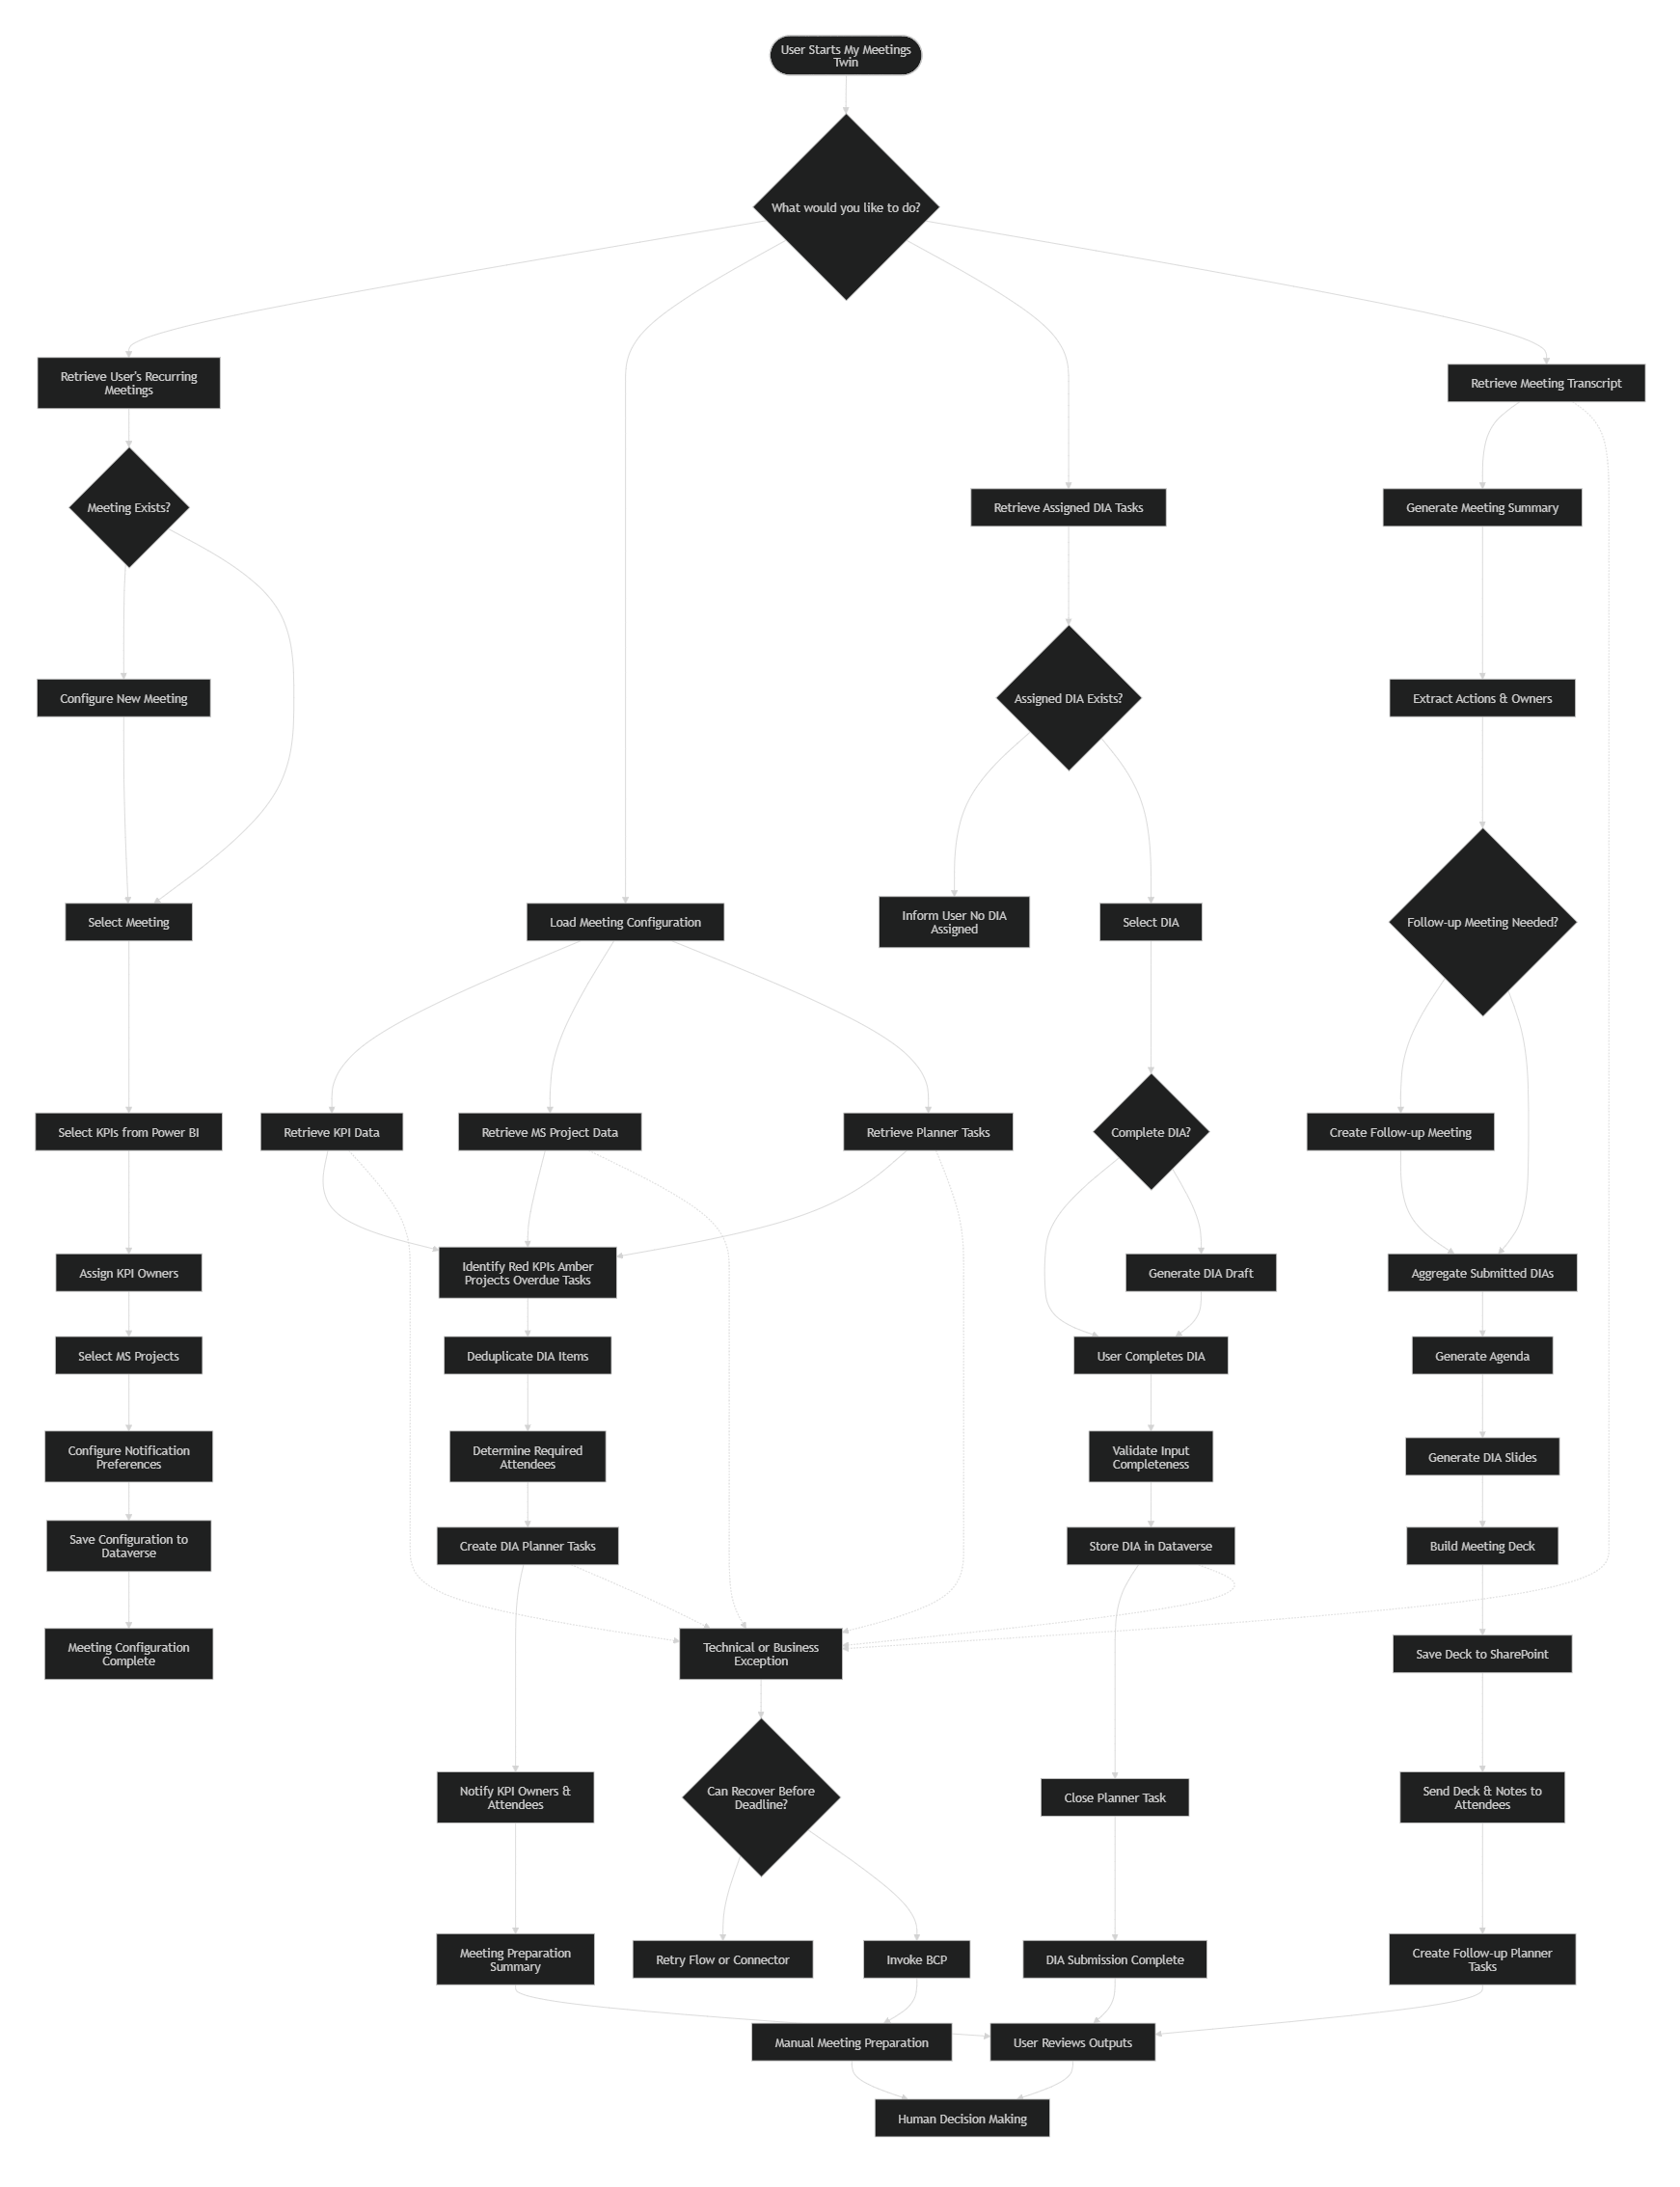 User Starts My Meetings
Twin
What would you like to do?
Retrieve User's Recurring
Meetings
Retrieve Meeting Transcript
Meeting Exists?
Retrieve Assigned DIA Tasks
Generate Meeting Summary
Configure New Meeting
Assigned DIA Exists?
Extract Actions & Owners
Select Meeting
Load Meeting Configuration
Inform User No DIA
Assigned
Select DIA
Follow-up Meeting Needed?
Select KPIs from Power BI
Retrieve KPI Data
Retrieve MS Project Data
Retrieve Planner Tasks
Complete DIA?
Create Follow-up Meeting
Assign KPI Owners
Identify Red KPIs Amber
Projects Overdue Tasks
Generate DIA Draft
Aggregate Submitted DIAs
Select MS Projects
Deduplicate DIA Items
User Completes DIA
Generate Agenda
Configure Notification
Preferences
Determine Required
Attendees
Validate Input
Completeness
Generate DIA Slides
Save Configuration to
Dataverse
Create DIA Planner Tasks
Store DIA in Dataverse
Build Meeting Deck
Meeting Configuration
Complete
Technical or Business
Exception
Save Deck to SharePoint
Notify KPI Owners &
Attendees
Can Recover Before
Deadline?
Close Planner Task
Send Deck & Notes to
Attendees
Meeting Preparation
Summary
Retry Flow or Connector
Invoke BCP
DIA Submission Complete
Create Follow-up Planner
Tasks
Manual Meeting Preparation
User Reviews Outputs
Human Decision Making